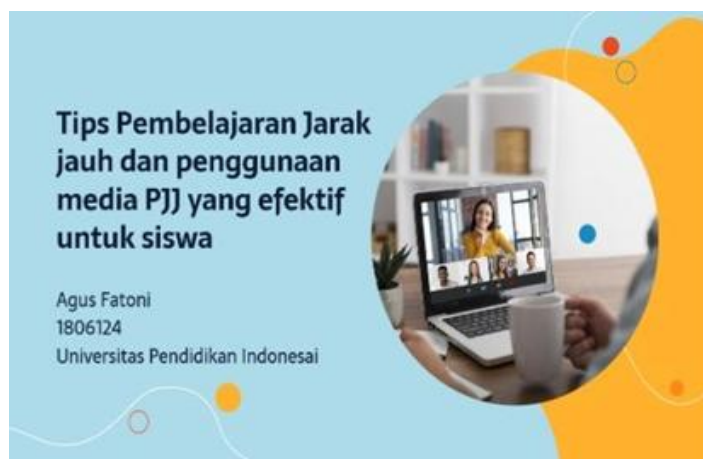 Tips Pembelajaran Jarak
jauh dan penggunaan
media PJJ yang efektif
untuk siswa
Agus Fatoni
1806124
Universitas Pendidikan Indonesai